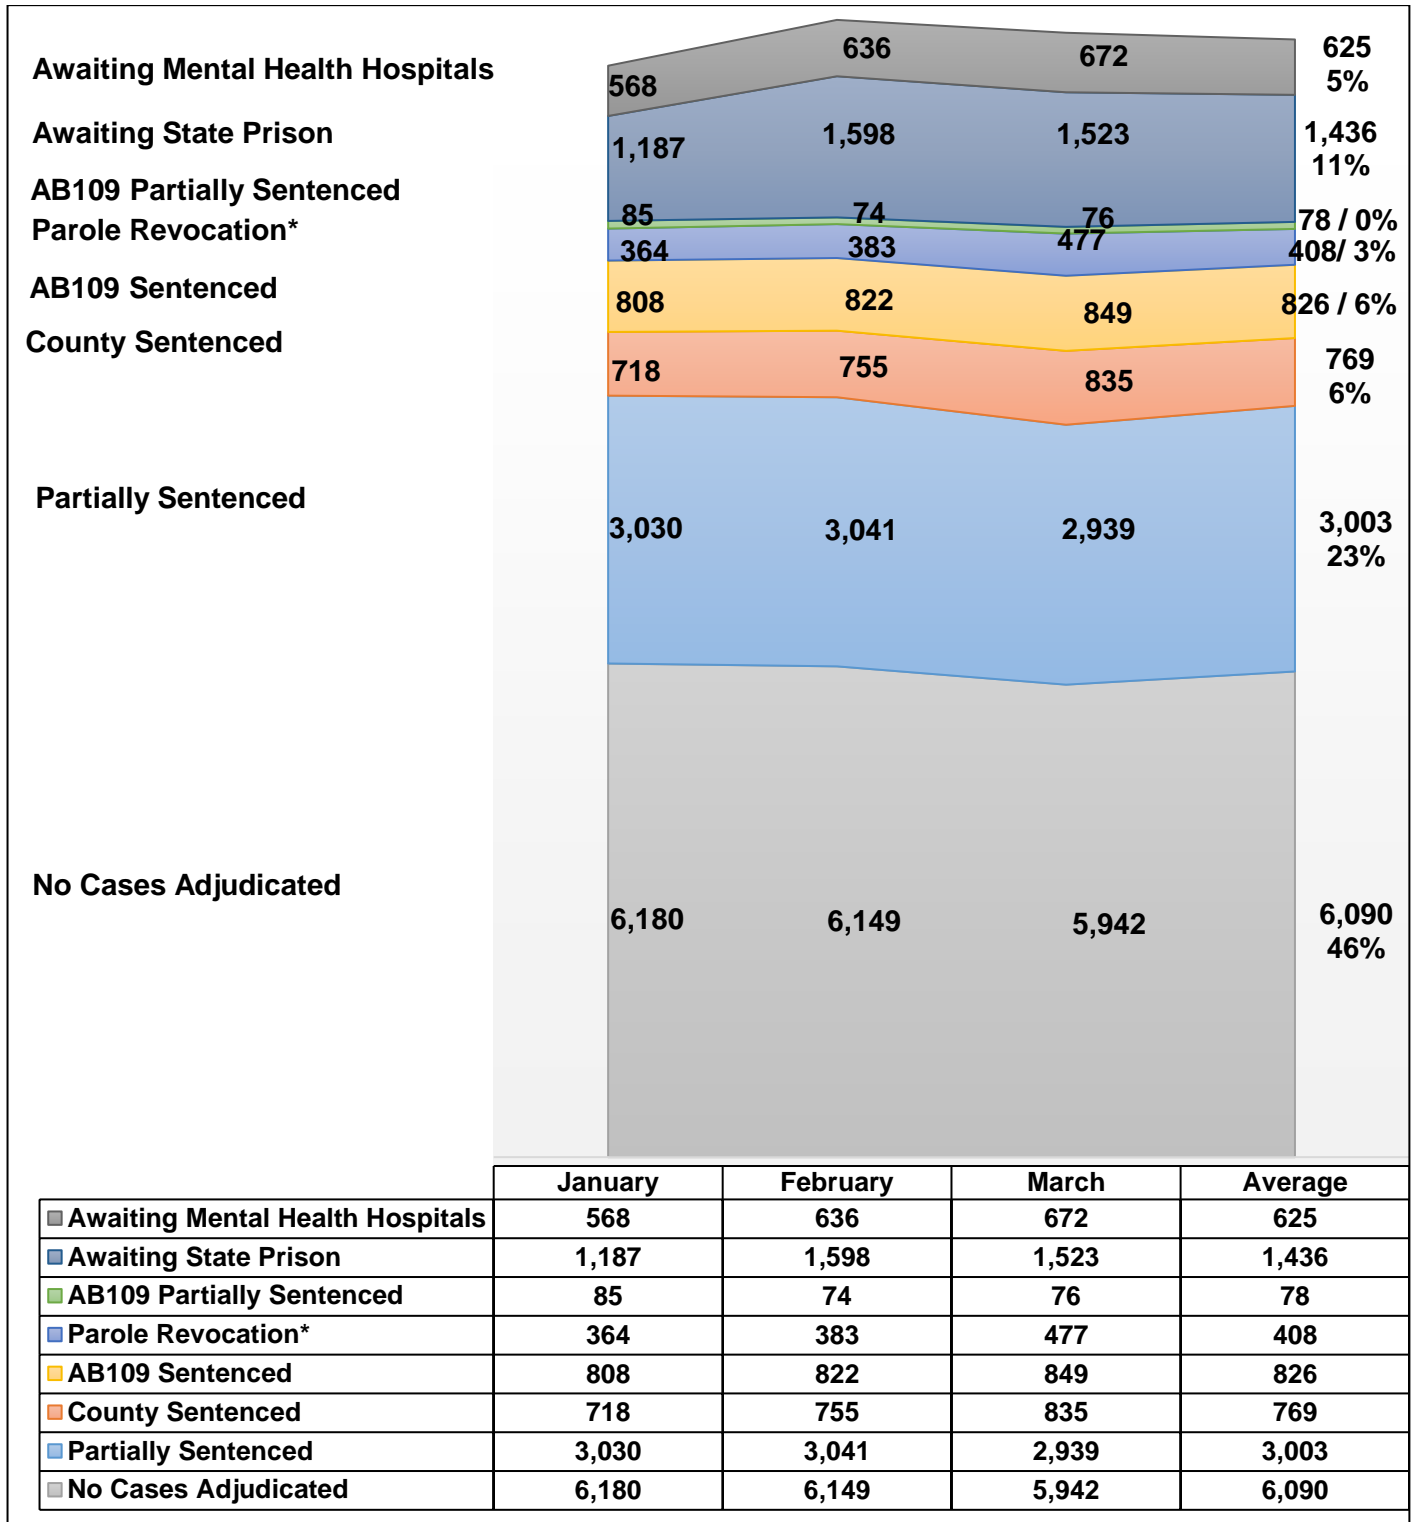 Awaiting Mental Health Hospitals
568 636 672 625
5%
Awaiting State Prison
1,187 1,598 1,523 1,436
11%
AB109 Partially Sentenced
85 74 76 78 / 0%
Parole Revocation*
364 383 477 408/ 3%
AB109 Sentenced
808 822 849 826 / 6%
County Sentenced
718 755 835 769
6%
Partially Sentenced
3,030 3,041 2,939 3,003
23%
No Cases Adjudicated
6,180 6,149 5,942 6,090
46%
January February March Average
Awaiting Mental Health Hospitals 568 636 672 625
Awaiting State Prison 1,187 1,598 1,523 1,436
AB109 Partially Sentenced 85 74 76 78
Parole Revocation* 364 383 477 408
AB109 Sentenced 808 822 849 826
County Sentenced 718 755 835 769
Partially Sentenced 3,030 3,041 2,939 3,003
No Cases Adjudicated 6,180 6,149 5,942 6,090